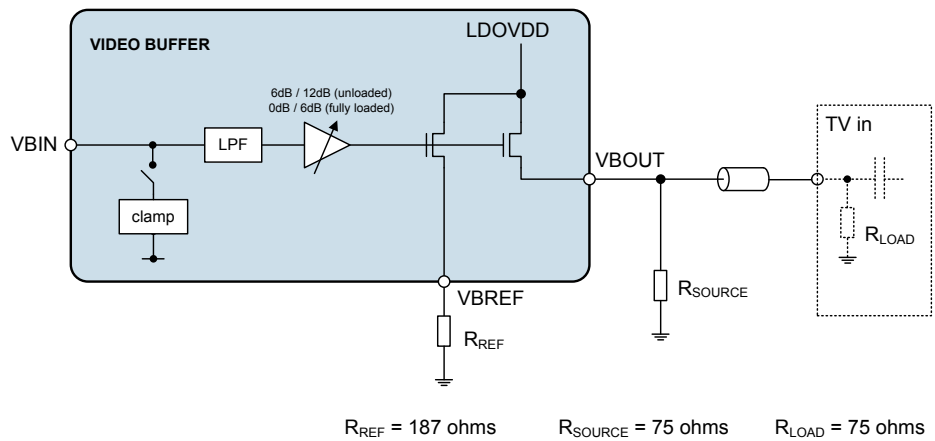 LDOVDD
VIDEO BUFFER
6dB / 12dB (unloaded)
0dB / 6dB (fully loaded)
TV in
VBIN
LPF
VBOUT
clamp
RLOAD
VBREF
RSOURCE
RREF
RREF = 187 ohms
RSOURCE = 75 ohms
RLOAD = 75 ohms